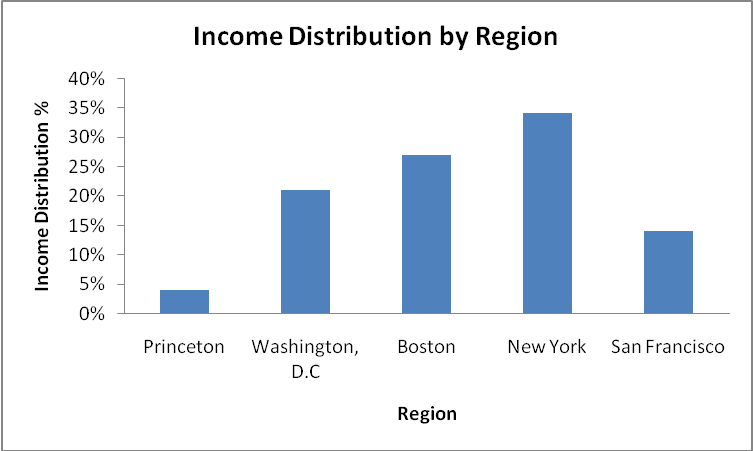 Income Distribution by Region
Income Distribution %
40%
35%
30%
25%
20%
15%
10%
5%
0%
Princeton
Washington,
D.C
Boston
New York
San Francisco
Region